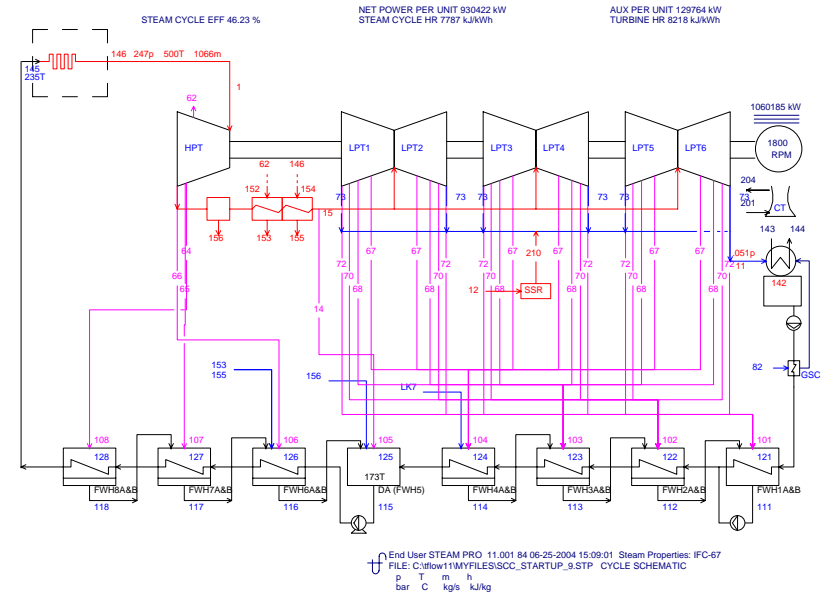 NET POWER PER UNIT 930422 kW
AUX PER UNIT 129764 kW
STEAM CYCLE EFF 46.23 %
STEAM CYCLE HR 7787 kJ/kWh
TURBINE HR 8218 kJ/kWh
146 247p 500T 1066m
145
235T
1
62
1060185 kW
HPT
LPT1
LPT2
LPT3
LPT4
LPT5
LPT6
1800
RPM
62
146
152
154
204
201
CT
73
73
73
73
73
73
15
156
153
155
143
144
64
66
65
67
67
67
67
67
67
72
72
72
72
72
72
70
70
70
70
70
70
68
68
68
68
68
68
210
12
SSR
.051p
11
142
14
82
GSC
153
155
156
LK7
108
107
106
105
104
103
102
101
128
127
126
125
124
123
122
121
173T
FWH8A&B
FWH7A&B
FWH6A&B
DA (FWH5)
FWH4A&B
FWH3A&B
FWH2A&B
FWH1A&B
118
117
116
115
114
113
112
111
End User STEAM PRO 11.001 84 06-25-2004 15:09:01 Steam Properties: IFC-67
FILE: C:\tflow11\MYFILES\SCC_STARTUP_9.STP CYCLE SCHEMATIC
p T m h
bar C kg/s kJ/kg